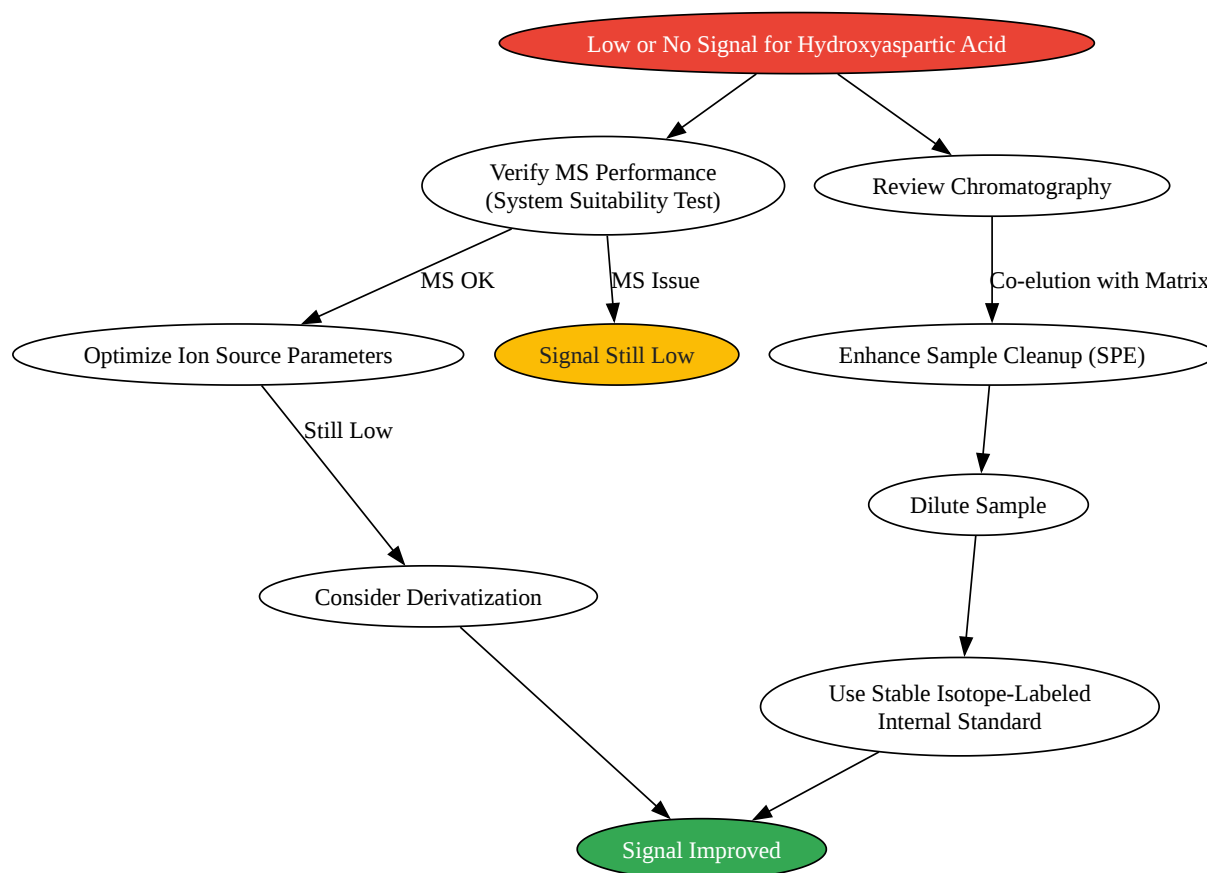 Low or No Signal for Hydroxyaspartic Acid
Verify MS Performance
(System Suitability Test)
Review Chromatography
MS OK
MS Issue
Co-elution with Matrix
Optimize Ion Source Parameters
Signal Still Low
Enhance Sample Cleanup (SPE)
Still Low
Dilute Sample
Consider Derivatization
Use Stable Isotope-Labeled
Internal Standard
Signal Improved